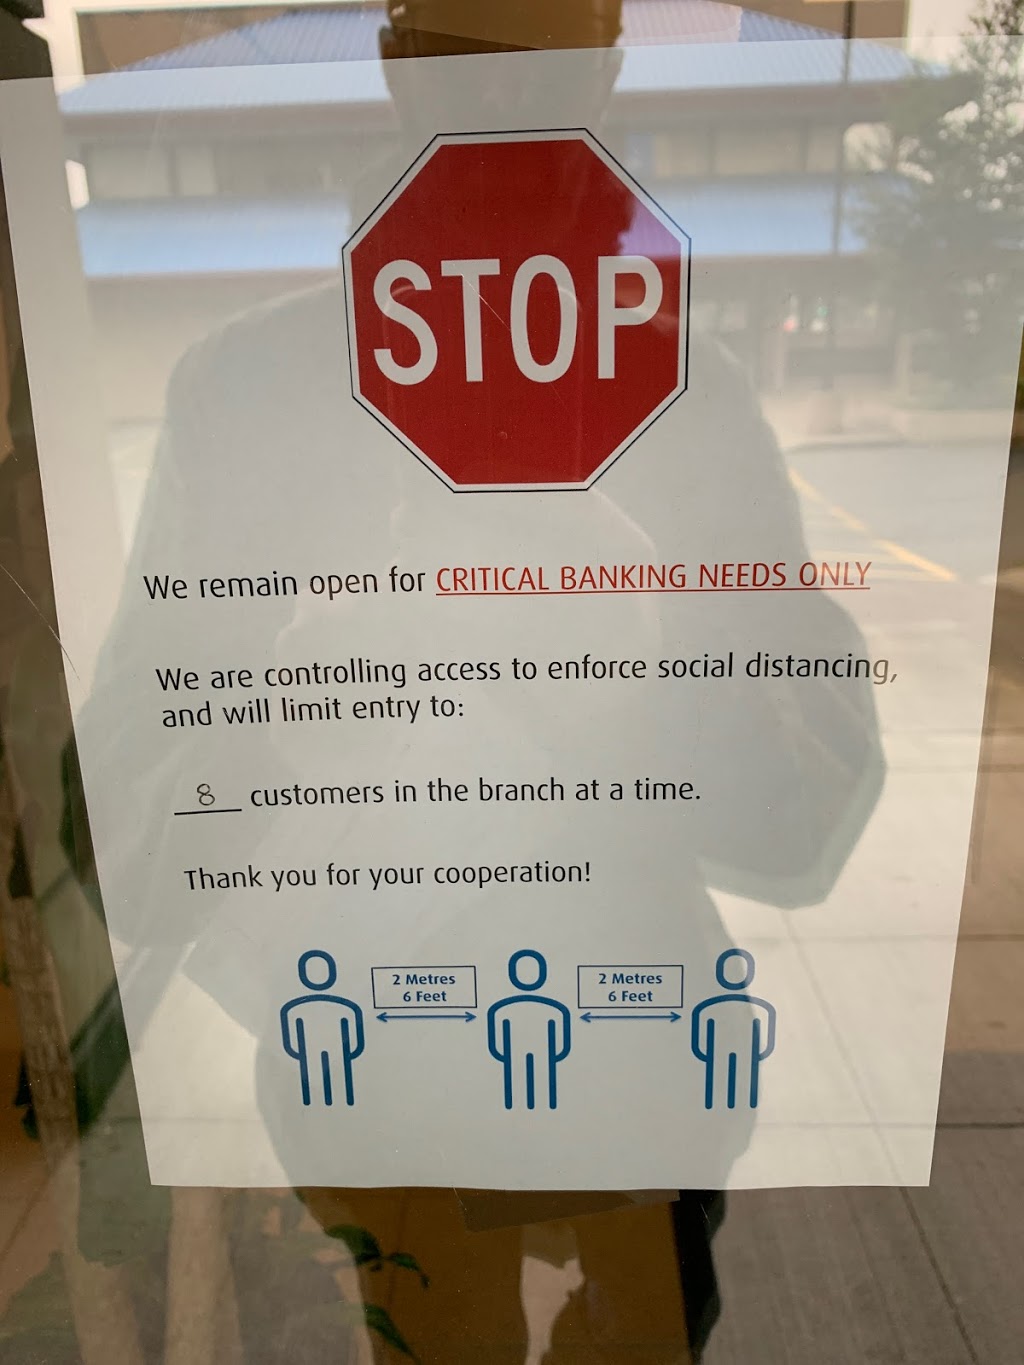 STOP
We remain open for CRITICAL BANKING NEEDS ONLY
We are controlling access to enforce social distancing,
and will limit entry to:
8 customers in the branch at a time.
Thank you for your cooperation!
2 Metres
6 Feet
2 Metres
6 Feet